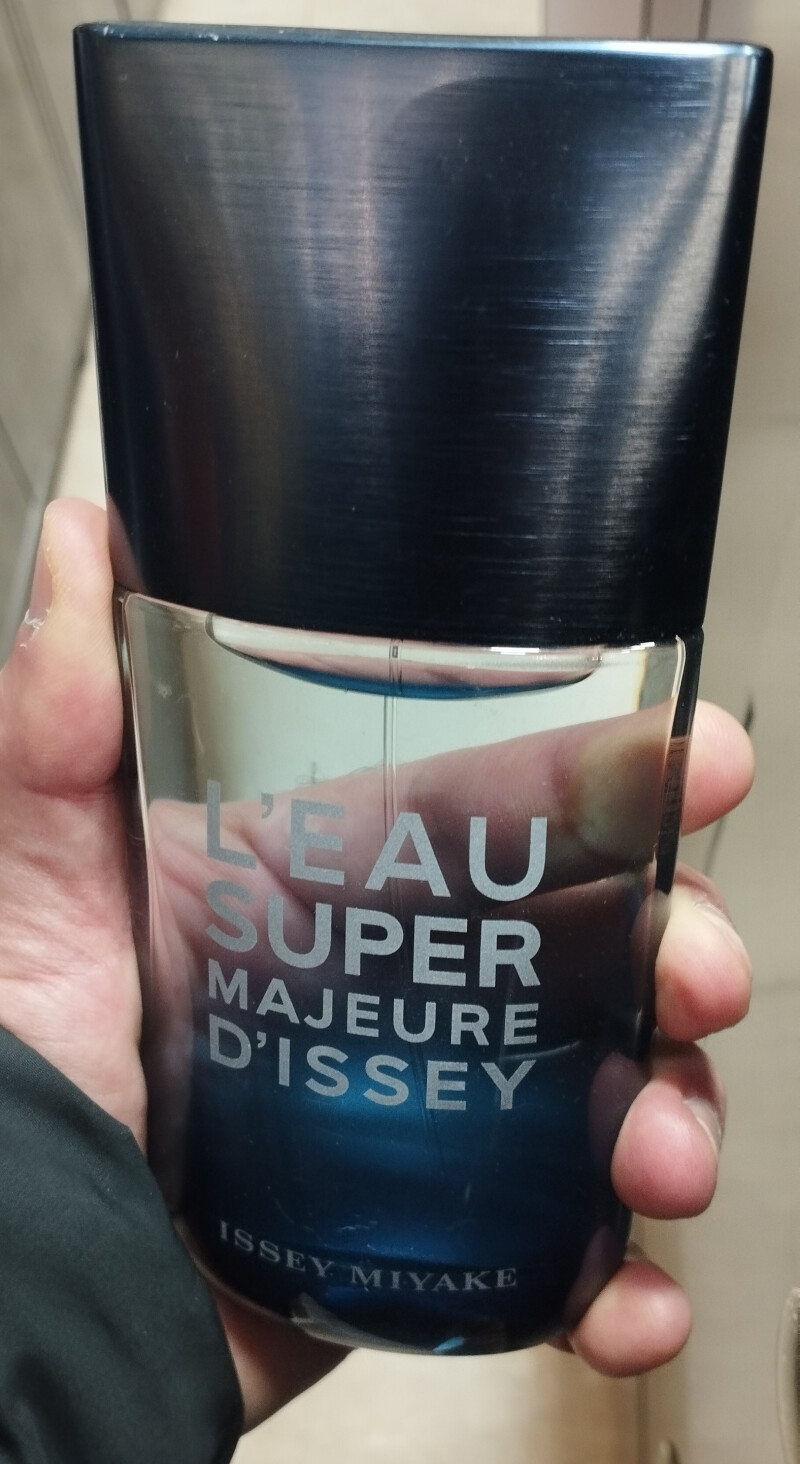 L'EAU
SUPER
MAJEURE
D'ISSEY
ISSEY MIYAKE